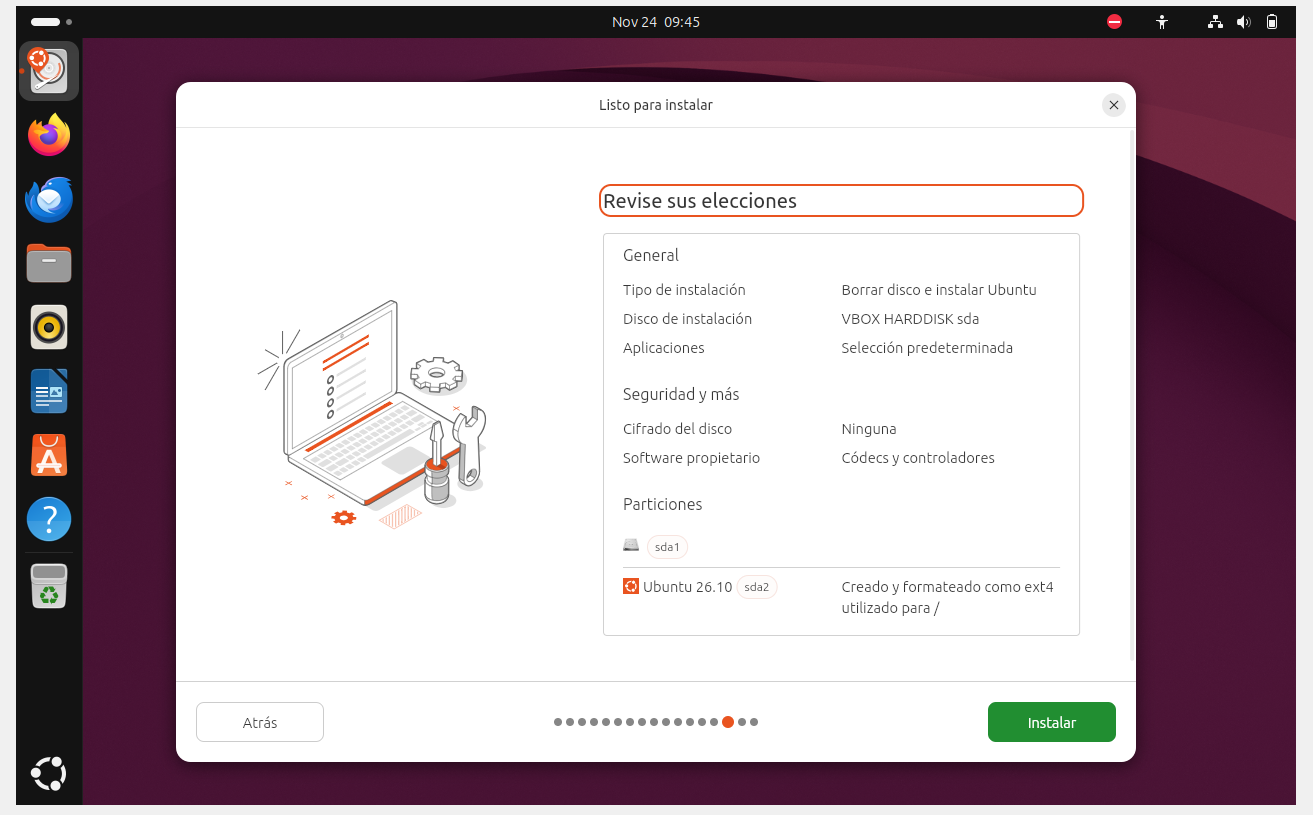 Nov 24 09:45
Listo para instalar
Revise sus elecciones
General
Tipo de instalación Borrar disco e instalar Ubuntu
Disco de instalación VBOX HARDDISK sda
Aplicaciones Selección predeterminada
Seguridad y más
Cifrado del disco Ninguna
Software propietario Códecs y controladores
Particiones
sda1
Ubuntu 26.10 sda2 Creado y formateado como ext4
utilizado para /
Atrás
Instalar